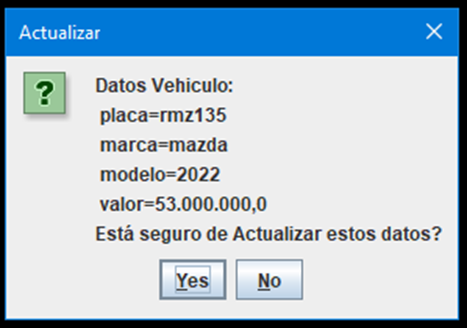 Actualizar
?
Datos Vehiculo:
placa=rmz135
marca=mazda
modelo=2022
valor=53.000.000,0
Está seguro de Actualizar estos datos?
Yes No